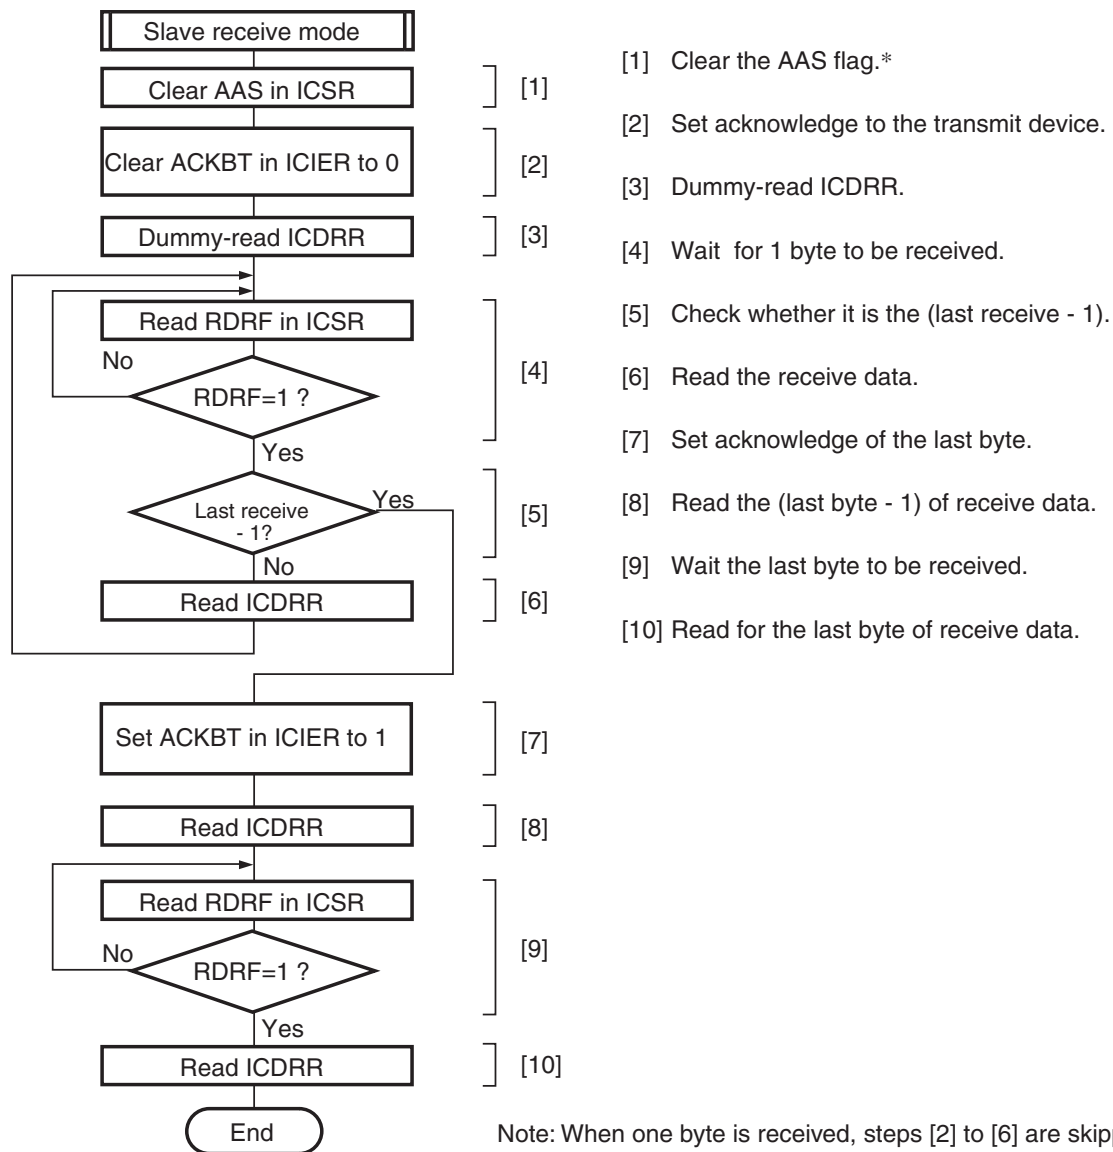 Slave receive mode
Clear AAS in ICSR
[1]
Clear ACKBT in ICIER to 0
[2]
Dummy-read ICDRR
[3]
Read RDRF in ICSR
No
RDRF=1 ?
[4]
Yes
Last receive
- 1?
Yes
[5]
No
Read ICDRR
[6]
Set ACKBT in ICIER to 1
[7]
Read ICDRR
[8]
Read RDRF in ICSR
No
RDRF=1 ?
[9]
Yes
Read ICDRR
[10]
End
[1] Clear the AAS flag.*
[2] Set acknowledge to the transmit device.
[3] Dummy-read ICDRR.
[4] Wait for 1 byte to be received.
[5] Check whether it is the (last receive - 1).
[6] Read the receive data.
[7] Set acknowledge of the last byte.
[8] Read the (last byte - 1) of receive data.
[9] Wait the last byte to be received.
[10] Read for the last byte of receive data.
Note: When one byte is received, steps [2] to [6] are